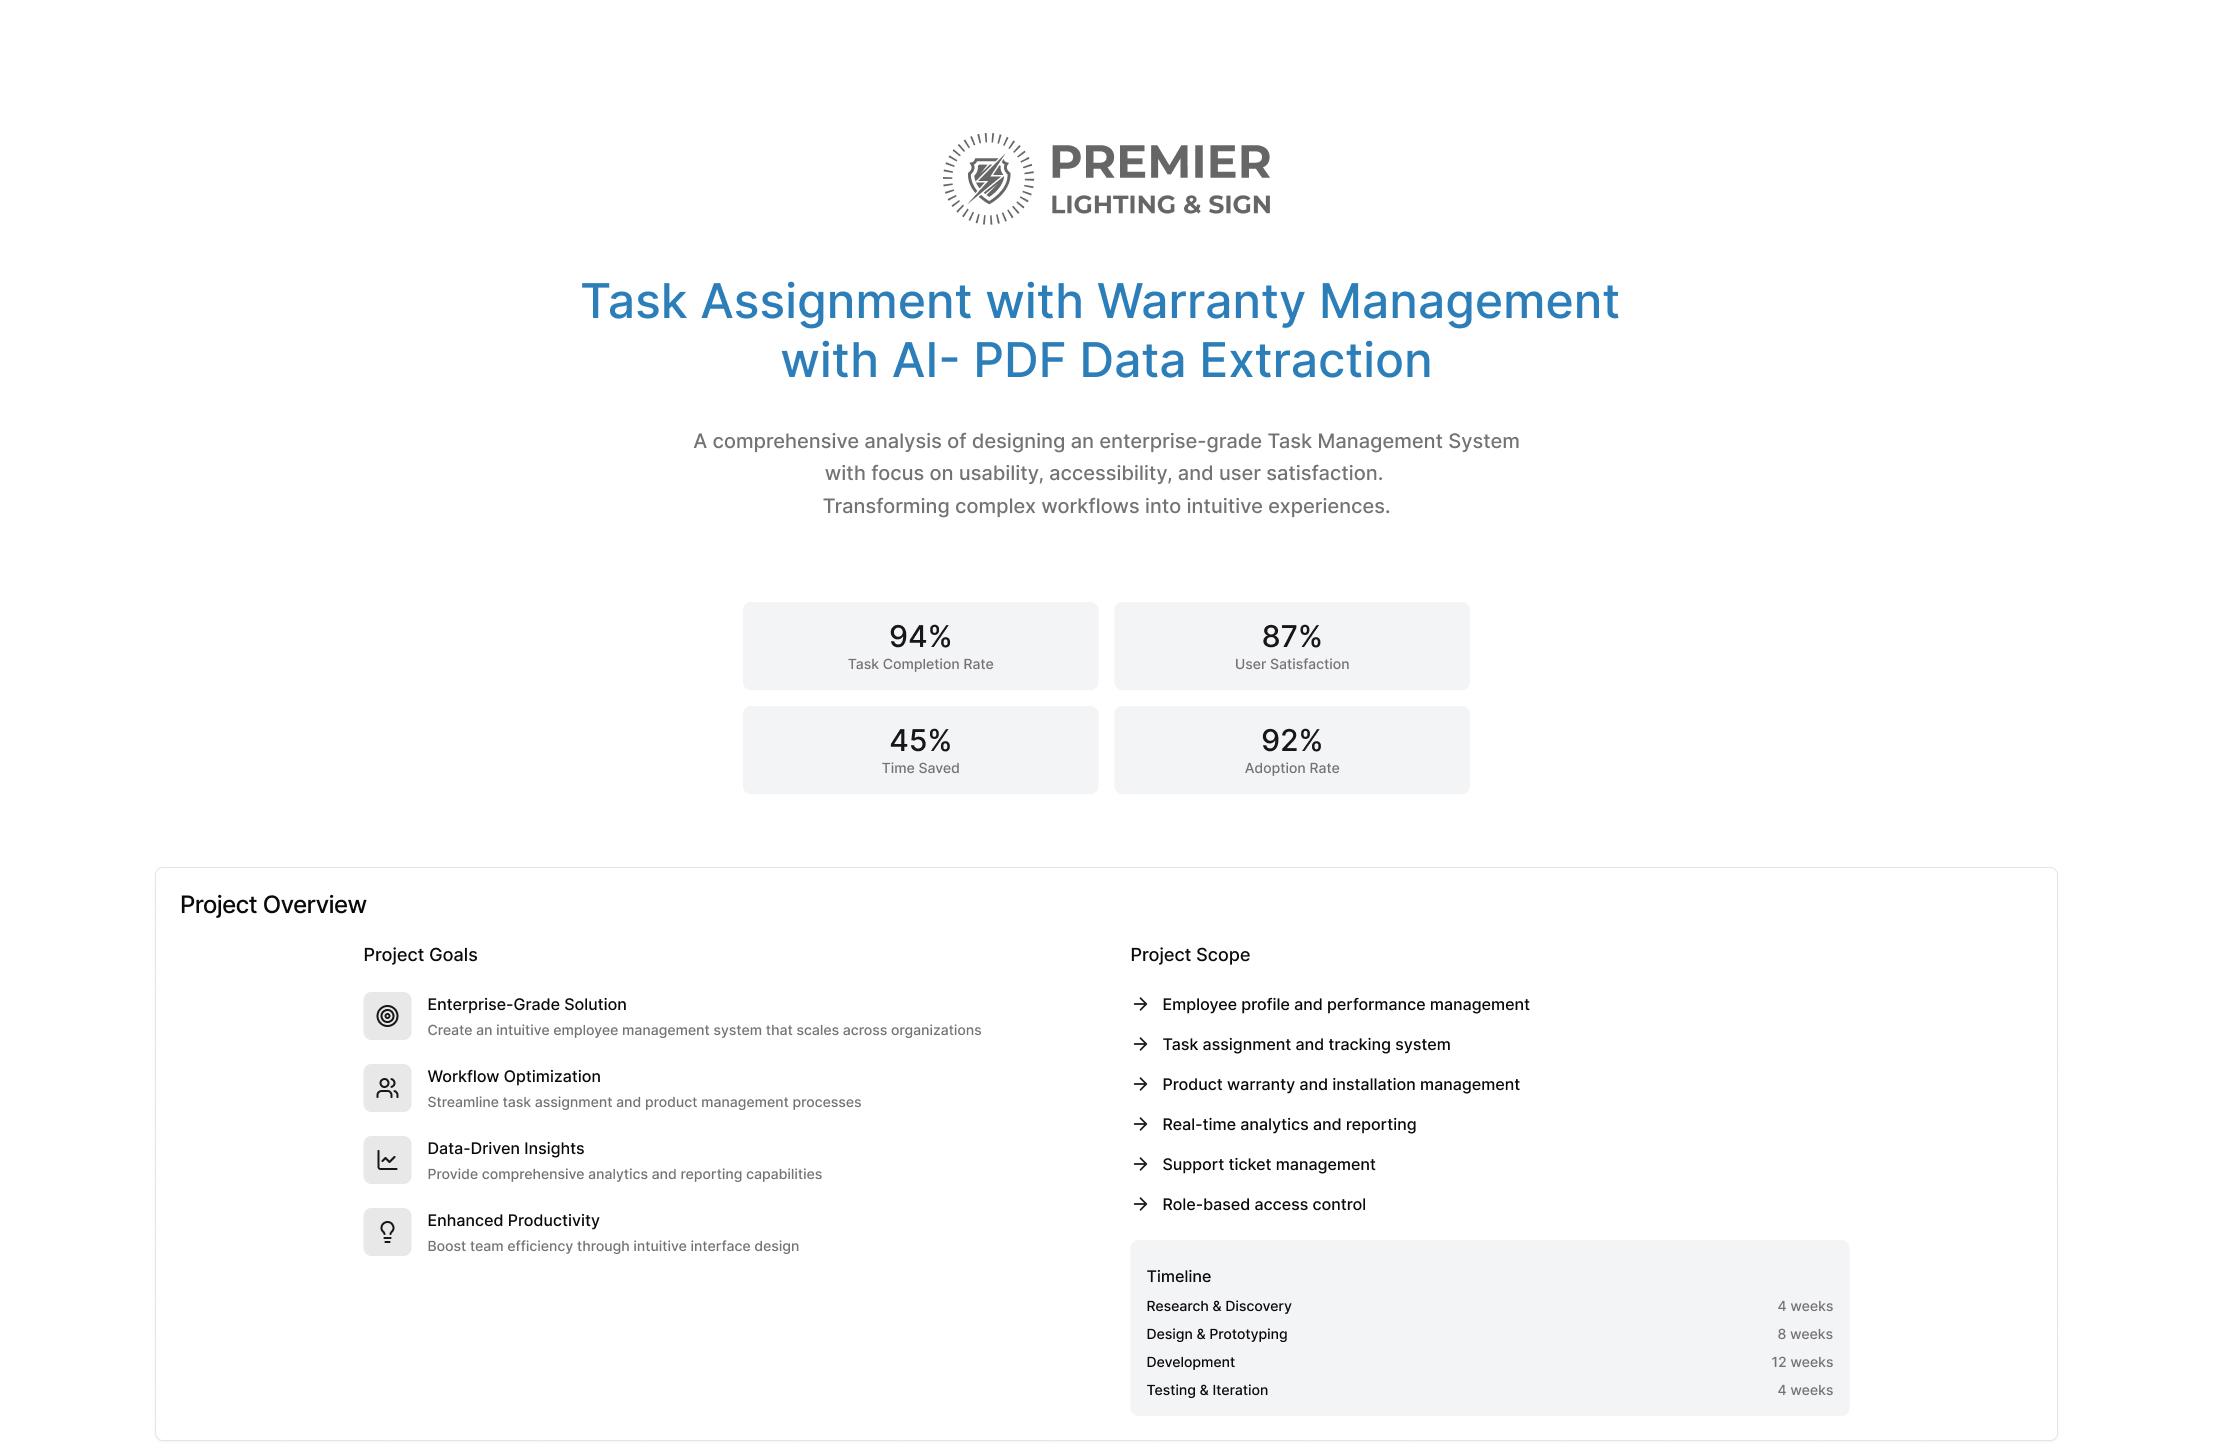 PREMIER
LIGHTING & SIGN
Task Assignment with Warranty Management
with AI- PDF Data Extraction
A comprehensive analysis of designing an enterprise-grade Task Management System
with focus on usability, accessibility, and user satisfaction.
Transforming complex workflows into intuitive experiences.
94%
Task Completion Rate
87%
User Satisfaction
45%
Time Saved
92%
Adoption Rate
Project Overview
Project Goals
Enterprise-Grade Solution
Create an intuitive employee management system that scales across organizations
Workflow Optimization
Streamline task assignment and product management processes
Data-Driven Insights
Provide comprehensive analytics and reporting capabilities
Enhanced Productivity
Boost team efficiency through intuitive interface design
Project Scope
Employee profile and performance management
Task assignment and tracking system
Product warranty and installation management
Real-time analytics and reporting
Support ticket management
Role-based access control
Timeline
Research & Discovery 4 weeks
Design & Prototyping 8 weeks
Development 12 weeks
Testing & Iteration 4 weeks